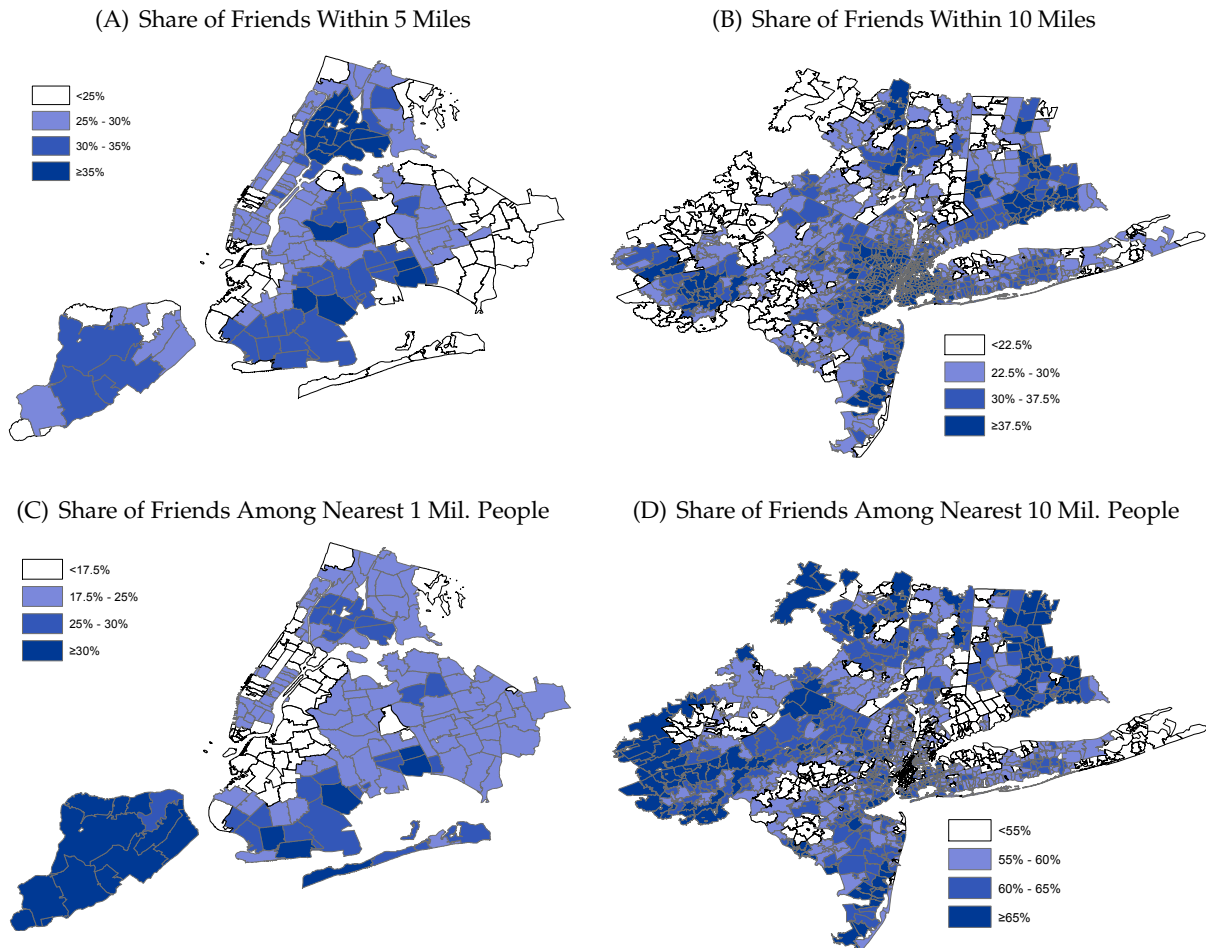 (A) Share of Friends Within 5 Miles
<25%
25% - 30%
30% - 35%
≥35%
(B) Share of Friends Within 10 Miles
<22.5%
22.5% - 30%
30% - 37.5%
≥37.5%
(C) Share of Friends Among Nearest 1 Mil. People
<17.5%
17.5% - 25%
25% - 30%
≥30%
(D) Share of Friends Among Nearest 10 Mil. People
<55%
55% - 60%
60% - 65%
≥65%